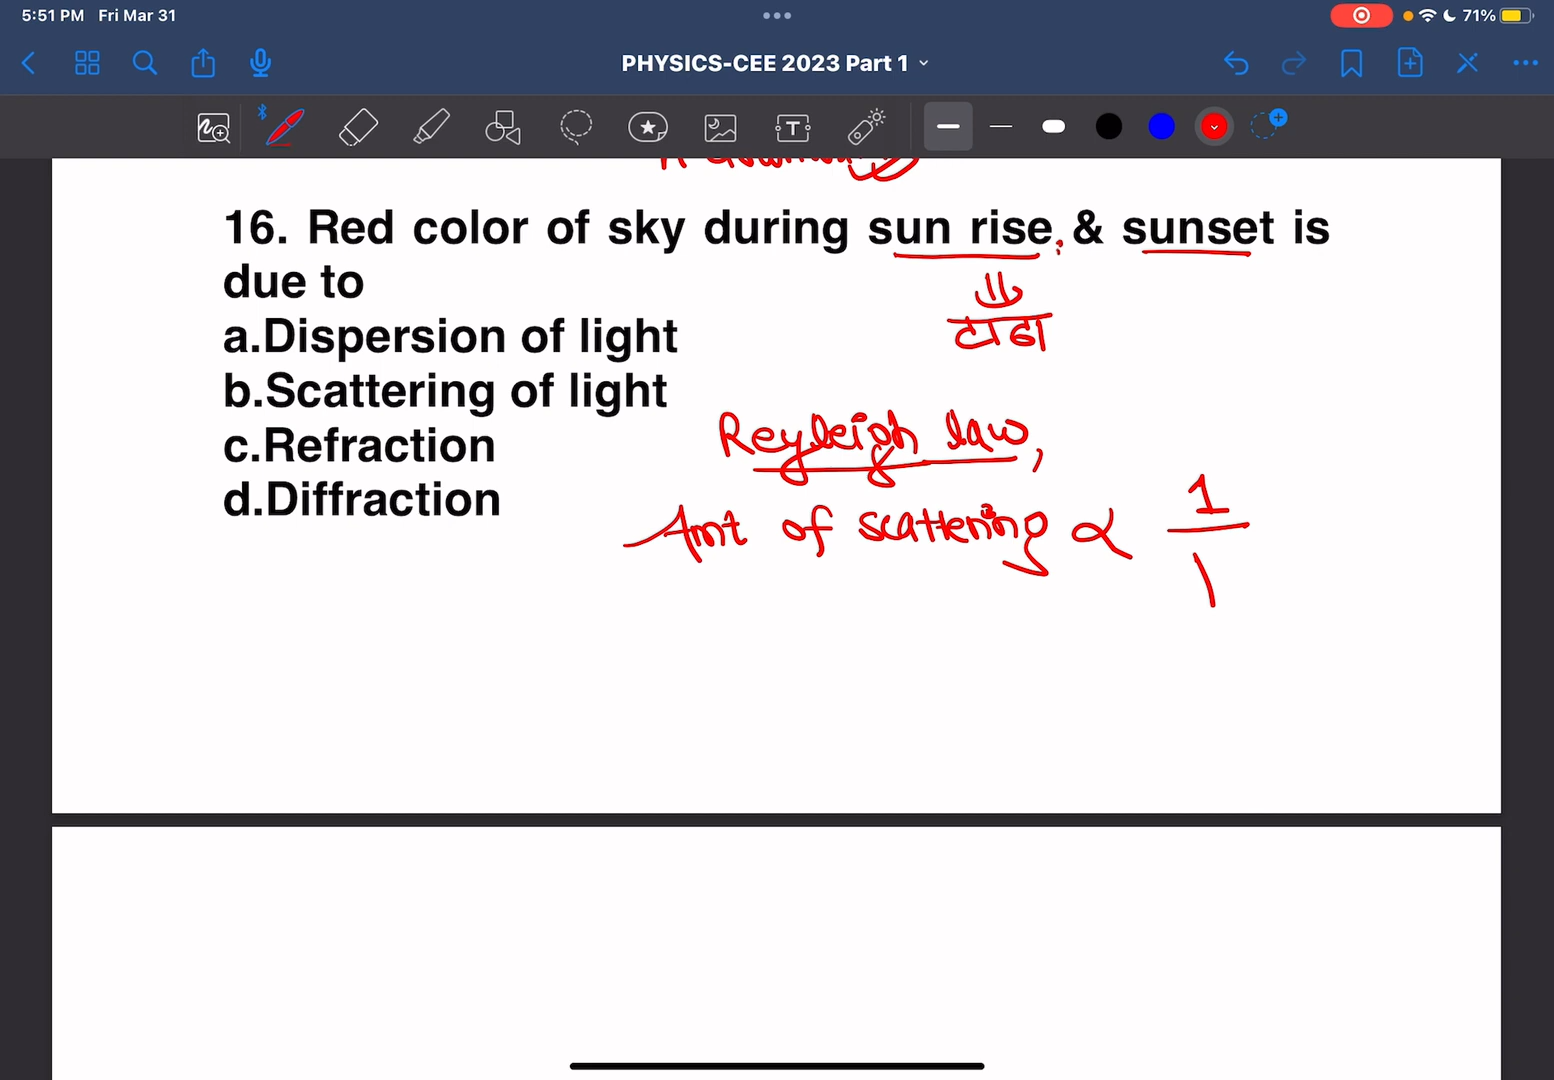 5:51 PM Fri Mar 31
71%
PHYSICS-CEE 2023 Part 1
T
16. Red color of sky during sun rise & sunset is
due to
टाढा
a.Dispersion of light
b.Scattering of light
Reyleigh law,
c.Refraction
d.Diffraction
Amt of scattering ∝ 1